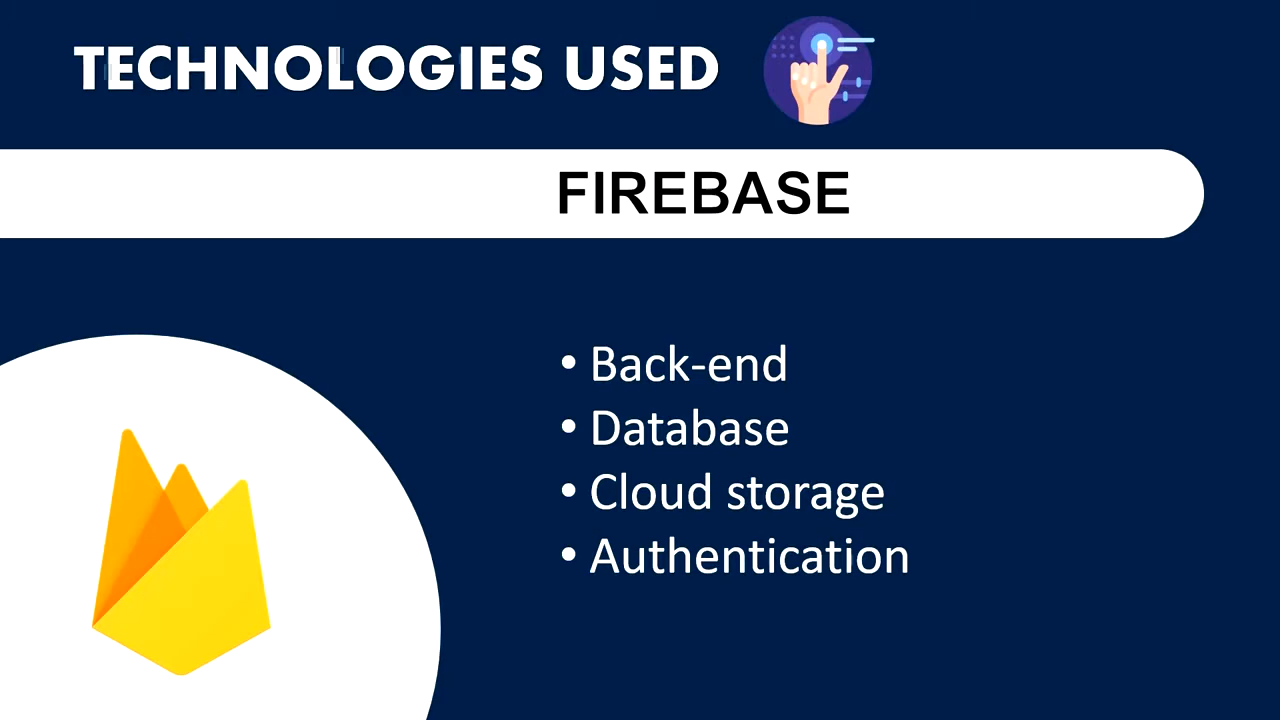 TECHNOLOGIES USED
FIREBASE
• Back-end
• Database
• Cloud storage
• Authentication